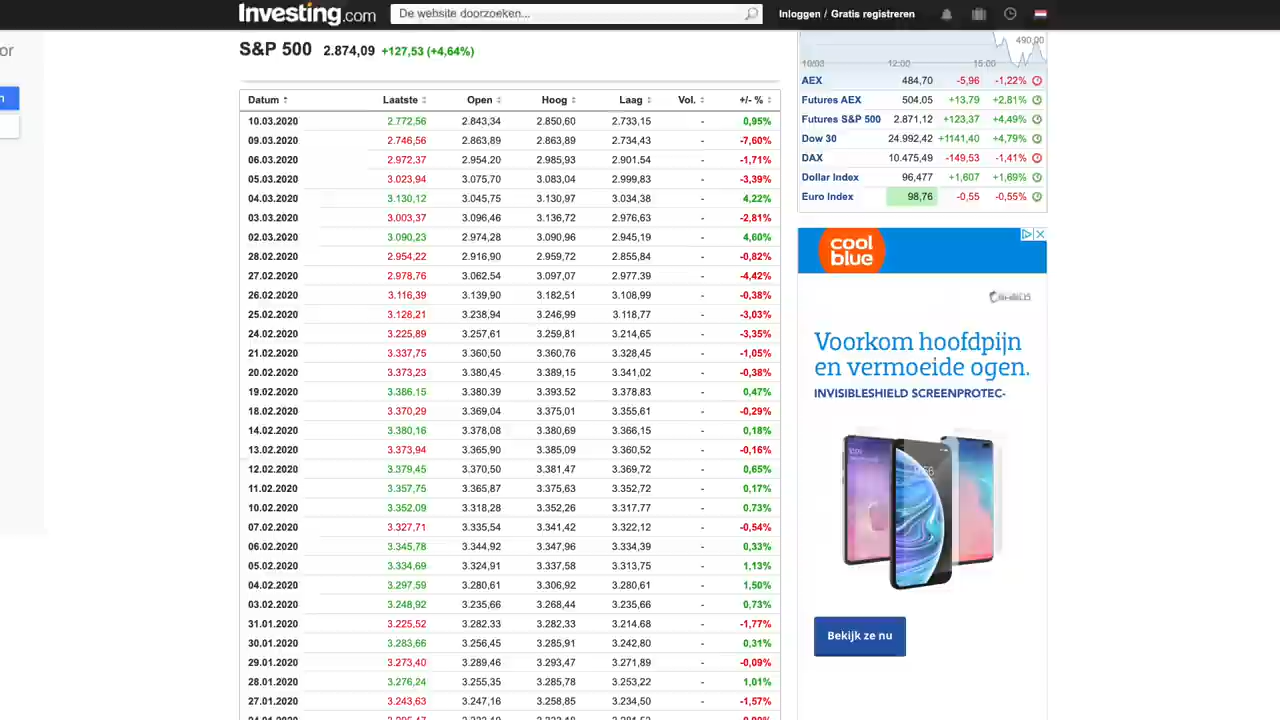 Investing.com De website doorzoeken... Inloggen / Gratis registreren
or
n
S&P 500 2.874,09 +127,53 (+4,64%)
Datum Laatste Open Hoog Laag Vol. +/- %
10.03.2020 2.772,56 2.843,34 2.850,60 2.733,15 - 0,95%
09.03.2020 2.746,56 2.863,89 2.863,89 2.734,43 - -7,60%
06.03.2020 2.972,37 2.954,20 2.985,93 2.901,54 - -1,71%
05.03.2020 3.023,94 3.075,70 3.083,04 2.999,83 - -3,39%
04.03.2020 3.130,12 3.045,75 3.130,97 3.034,38 - 4,22%
03.03.2020 3.003,37 3.096,46 3.136,72 2.976,63 - -2,81%
02.03.2020 3.090,23 2.974,28 3.090,96 2.945,19 - 4,60%
28.02.2020 2.954,22 2.916,90 2.959,72 2.855,84 - -0,82%
27.02.2020 2.978,76 3.062,54 3.097,07 2.977,39 - -4,42%
26.02.2020 3.116,39 3.139,90 3.182,51 3.108,99 - -0,38%
25.02.2020 3.128,21 3.238,94 3.246,99 3.118,77 - -3,03%
24.02.2020 3.225,89 3.257,61 3.259,81 3.214,65 - -3,35%
21.02.2020 3.337,75 3.360,50 3.360,76 3.328,45 - -1,05%
20.02.2020 3.373,23 3.380,45 3.389,15 3.341,02 - -0,38%
19.02.2020 3.386,15 3.380,39 3.393,52 3.378,83 - 0,47%
18.02.2020 3.370,29 3.369,04 3.375,01 3.355,61 - -0,29%
14.02.2020 3.380,16 3.378,08 3.380,69 3.366,15 - 0,18%
13.02.2020 3.373,94 3.365,90 3.385,09 3.360,52 - -0,16%
12.02.2020 3.379,45 3.370,50 3.381,47 3.369,72 - 0,65%
11.02.2020 3.357,75 3.365,87 3.375,63 3.352,72 - 0,17%
10.02.2020 3.352,09 3.318,28 3.352,26 3.317,77 - 0,73%
07.02.2020 3.327,71 3.335,54 3.341,42 3.322,12 - -0,54%
06.02.2020 3.345,78 3.344,92 3.347,96 3.334,39 - 0,33%
05.02.2020 3.334,69 3.324,91 3.337,58 3.313,75 - 1,13%
04.02.2020 3.297,59 3.280,61 3.306,92 3.280,61 - 1,50%
03.02.2020 3.248,92 3.235,66 3.268,44 3.235,66 - 0,73%
31.01.2020 3.225,52 3.282,33 3.282,33 3.214,68 - -1,77%
30.01.2020 3.283,66 3.256,45 3.285,91 3.242,80 - 0,31%
29.01.2020 3.273,40 3.289,46 3.293,47 3.271,89 - -0,09%
28.01.2020 3.276,24 3.255,35 3.285,78 3.253,22 - 1,01%
27.01.2020 3.243,63 3.247,16 3.258,85 3.234,50 - -1,57%
490,00
10/03 12:00 15:00
AEX 484,70 -5,96 -1,22%
Futures AEX 504,05 +13,79 +2,81%
Futures S&P 500 2.871,12 +123,37 +4,49%
Dow 30 24.992,42 +1141,40 +4,79%
DAX 10.475,49 -149,53 -1,41%
Dollar Index 96,477 +1,607 +1,69%
Euro Index 98,76 -0,55 -0,55%
cool
blue
Voorkom hoofdpijn
en vermoeide ogen.
INVISIBLESHIELD SCREENPROTEC-
Bekijk ze nu